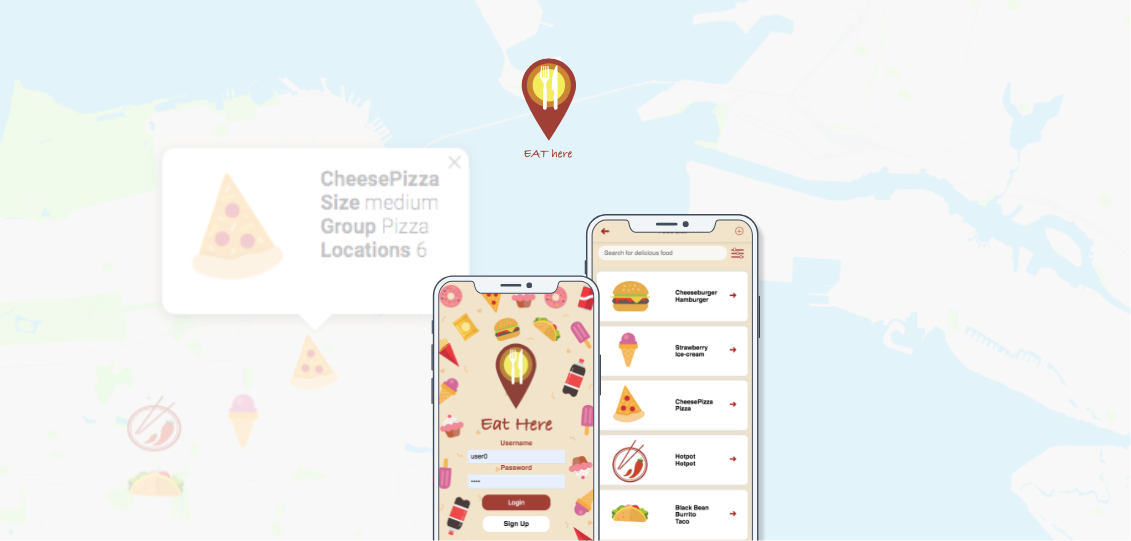 EAT here
CheesePizza
Size medium
Group Pizza
Locations 6
Search for delicious food
Cheeseburger
Hamburger
Strawberry
Ice-cream
CheesePizza
Pizza
Hotpot
Hotpot
Black Bean
Burrito
Taco
Eat Here
Username
user0
Password
····
Login
Sign Up